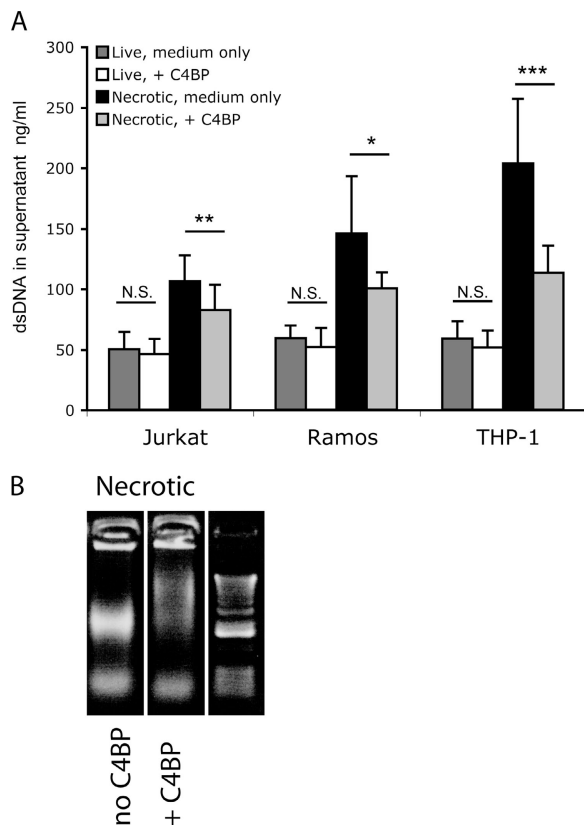 A
300
250
200
150
100
50
0
dsDNA in supernatant ng/ml
Live, medium only
Live, + C4BP
Necrotic, medium only
Necrotic, + C4BP
N.S.
**
N.S.
*
N.S.
***
Jurkat
Ramos
THP-1
B
Necrotic
no C4BP
+ C4BP